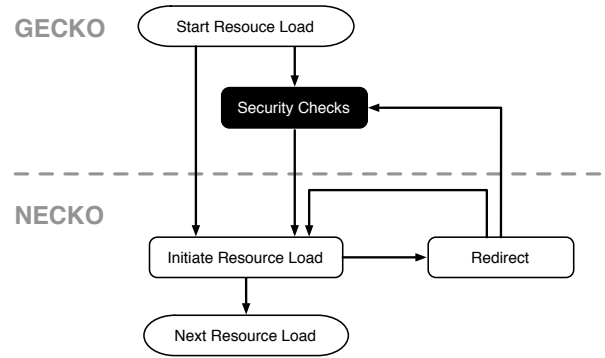 GECKO
Start Resouce Load
Security Checks
NECKO
Initiate Resource Load
Redirect
Next Resource Load